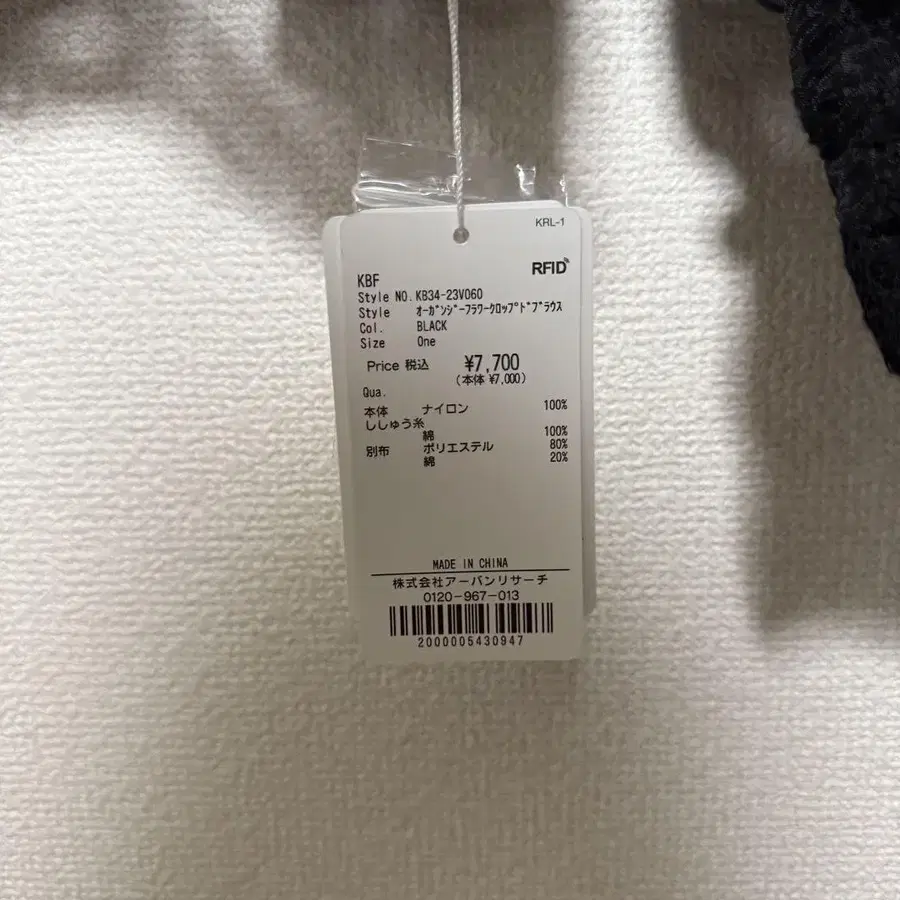 KRL-1
RFID
KBF
Style NO. KB34-23V060
Style ｵｰｶﾞﾝｼﾞｰﾌﾗﾜｰｸﾛｯﾌﾟﾄﾞﾌﾞﾗｳｽ
Col. BLACK
Size One
Price 税込 ¥7,700
(本体 ¥7,000)
Qua.
本体 ナイロン 100%
ししゅう糸
綿 100%
別布 ポリエステル 80%
綿 20%
MADE IN CHINA
株式会社アーバンリサーチ
0120-967-013
2000005430947